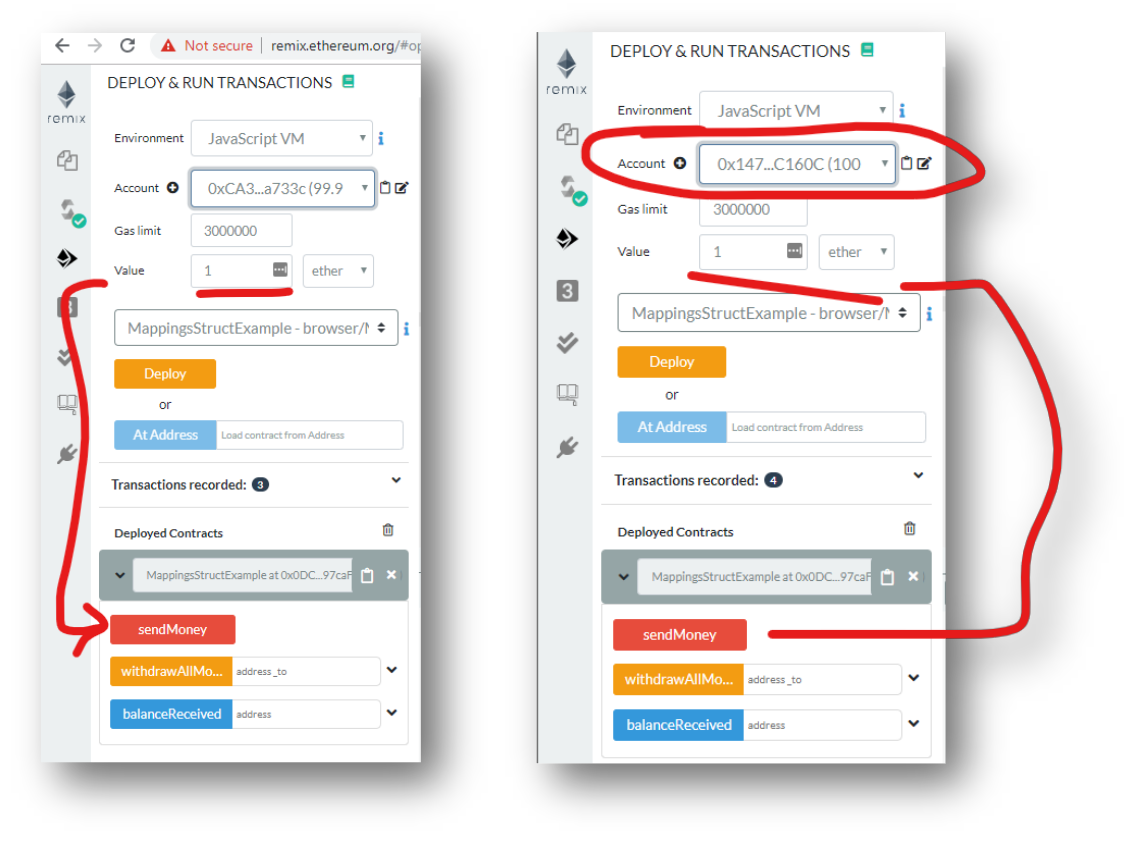 Not secure | remix.ethereum.org/#op
remix
DEPLOY & RUN TRANSACTIONS
Environment JavaScript VM
Account 0xCA3...a733c (99.9
Gas limit 3000000
Value 1 ether
MappingsStructExample - browser/M
Deploy
or
At Address Load contract from Address
Transactions recorded: 3
Deployed Contracts
MappingsStructExample at 0x0DC...97caF
sendMoney
withdrawAllMo... address _to
balanceReceived address
remix
DEPLOY & RUN TRANSACTIONS
Environment JavaScript VM
Account 0x147...C160C (100
Gas limit 3000000
Value 1 ether
3
MappingsStructExample - browser/M
Deploy
or
At Address Load contract from Address
Transactions recorded: 4
Deployed Contracts
MappingsStructExample at 0x0DC...97caF
sendMoney
withdrawAllMo... address _to
balanceReceived address